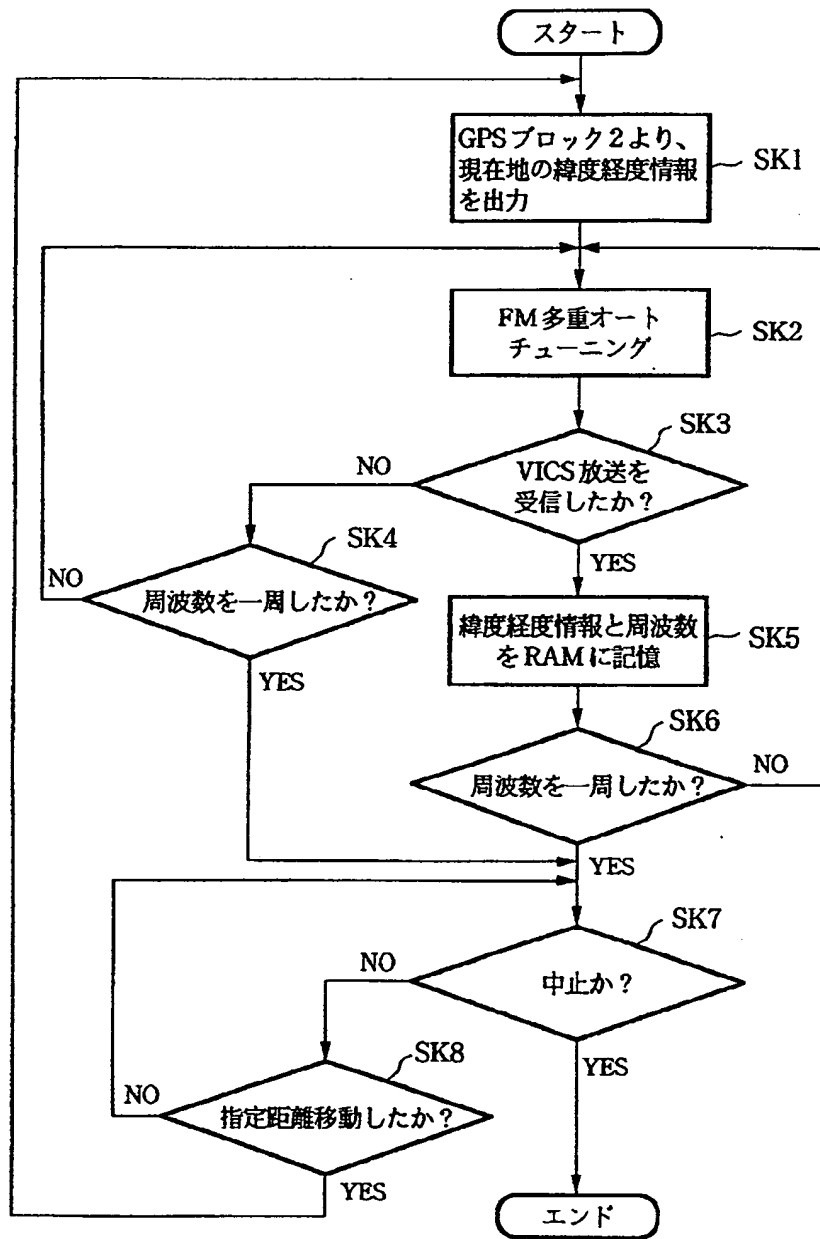 スタート
GPSブロック2より、
現在地の緯度経度情報
を出力
SK1
FM多重オート
チューニング
SK2
SK3
VICS放送を
受信したか？
NO
YES
SK4
周波数を一周したか？
NO
YES
緯度経度情報と周波数
をRAMに記憶
SK5
SK6
周波数を一周したか？
NO
YES
SK7
中止か？
NO
YES
SK8
指定距離移動したか？
NO
YES
エンド